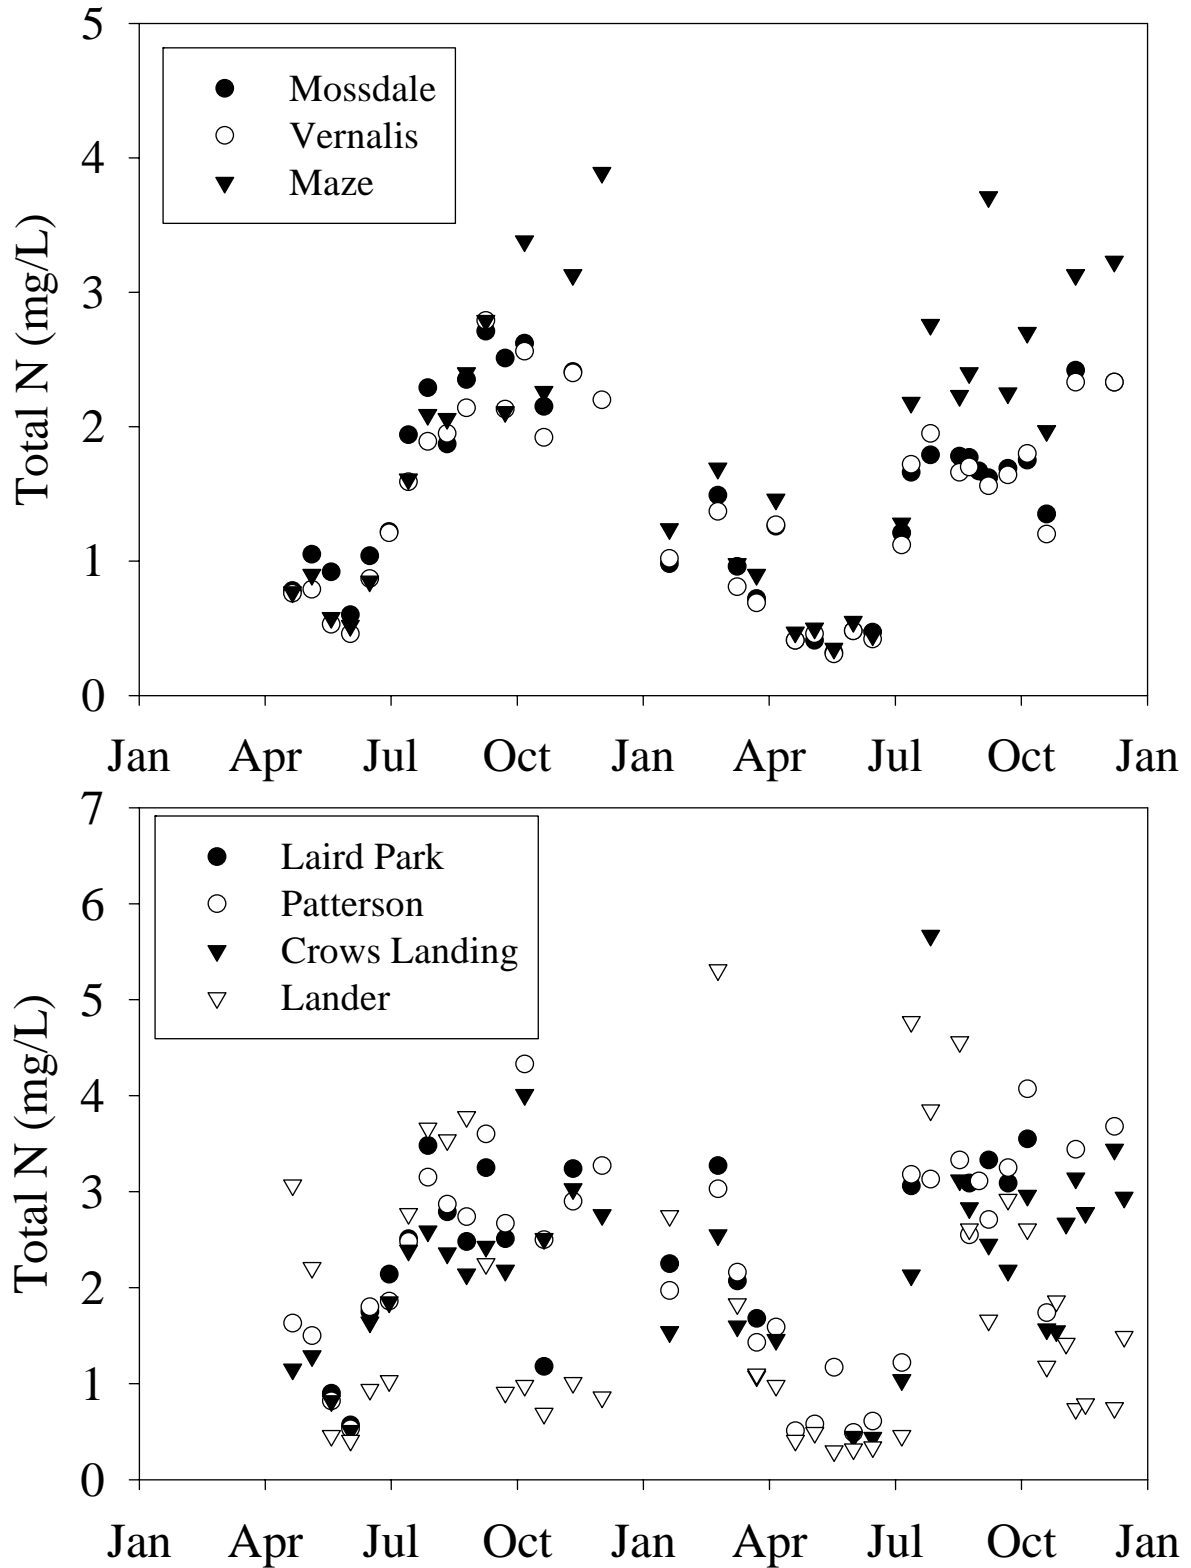 5
4
3
2
1
0
Total N (mg/L)
Mossdale
Vernalis
Maze
Jan Apr Jul Oct Jan Apr Jul Oct Jan
7
6
5
4
3
2
1
0
Total N (mg/L)
Laird Park
Patterson
Crows Landing
Lander
Jan Apr Jul Oct Jan Apr Jul Oct Jan